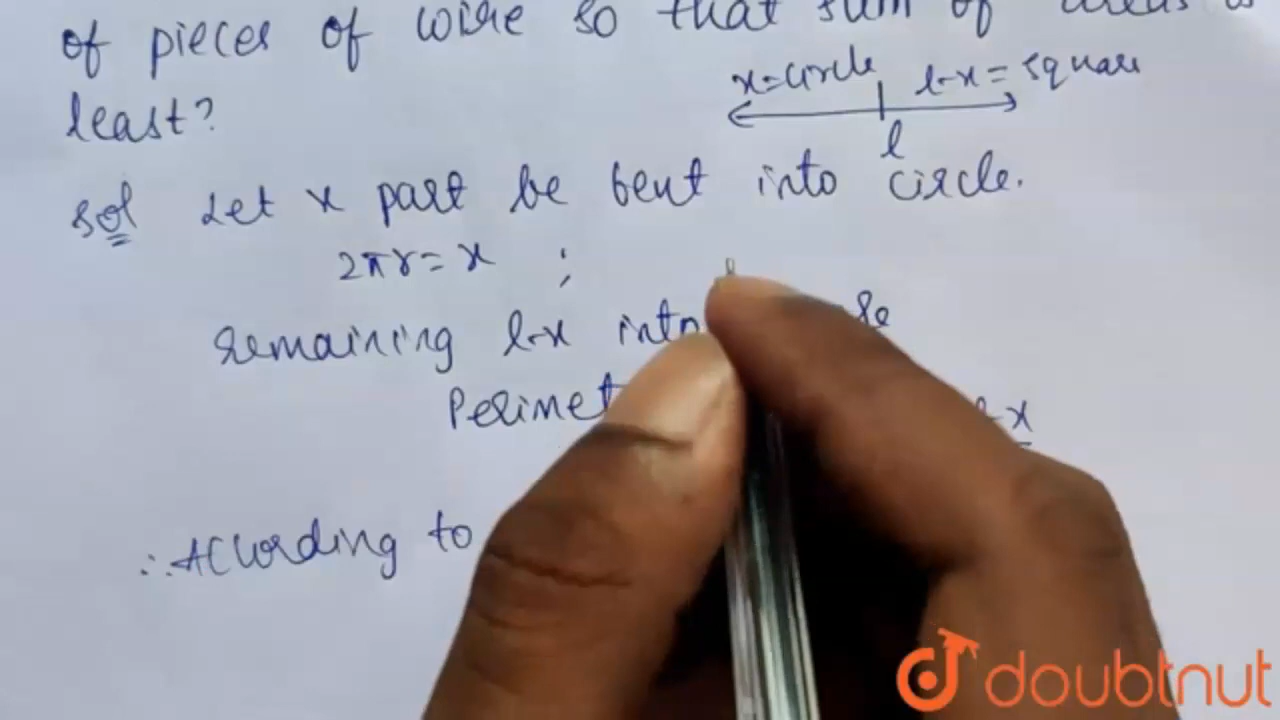 of pieces of wire so that sum of
least?
x=circle l-x = square
l
Sol Let x part be bent into circle.
2πr = x ;
remaining l-x into
Perimet
l-x
∴ According to
doubtnut